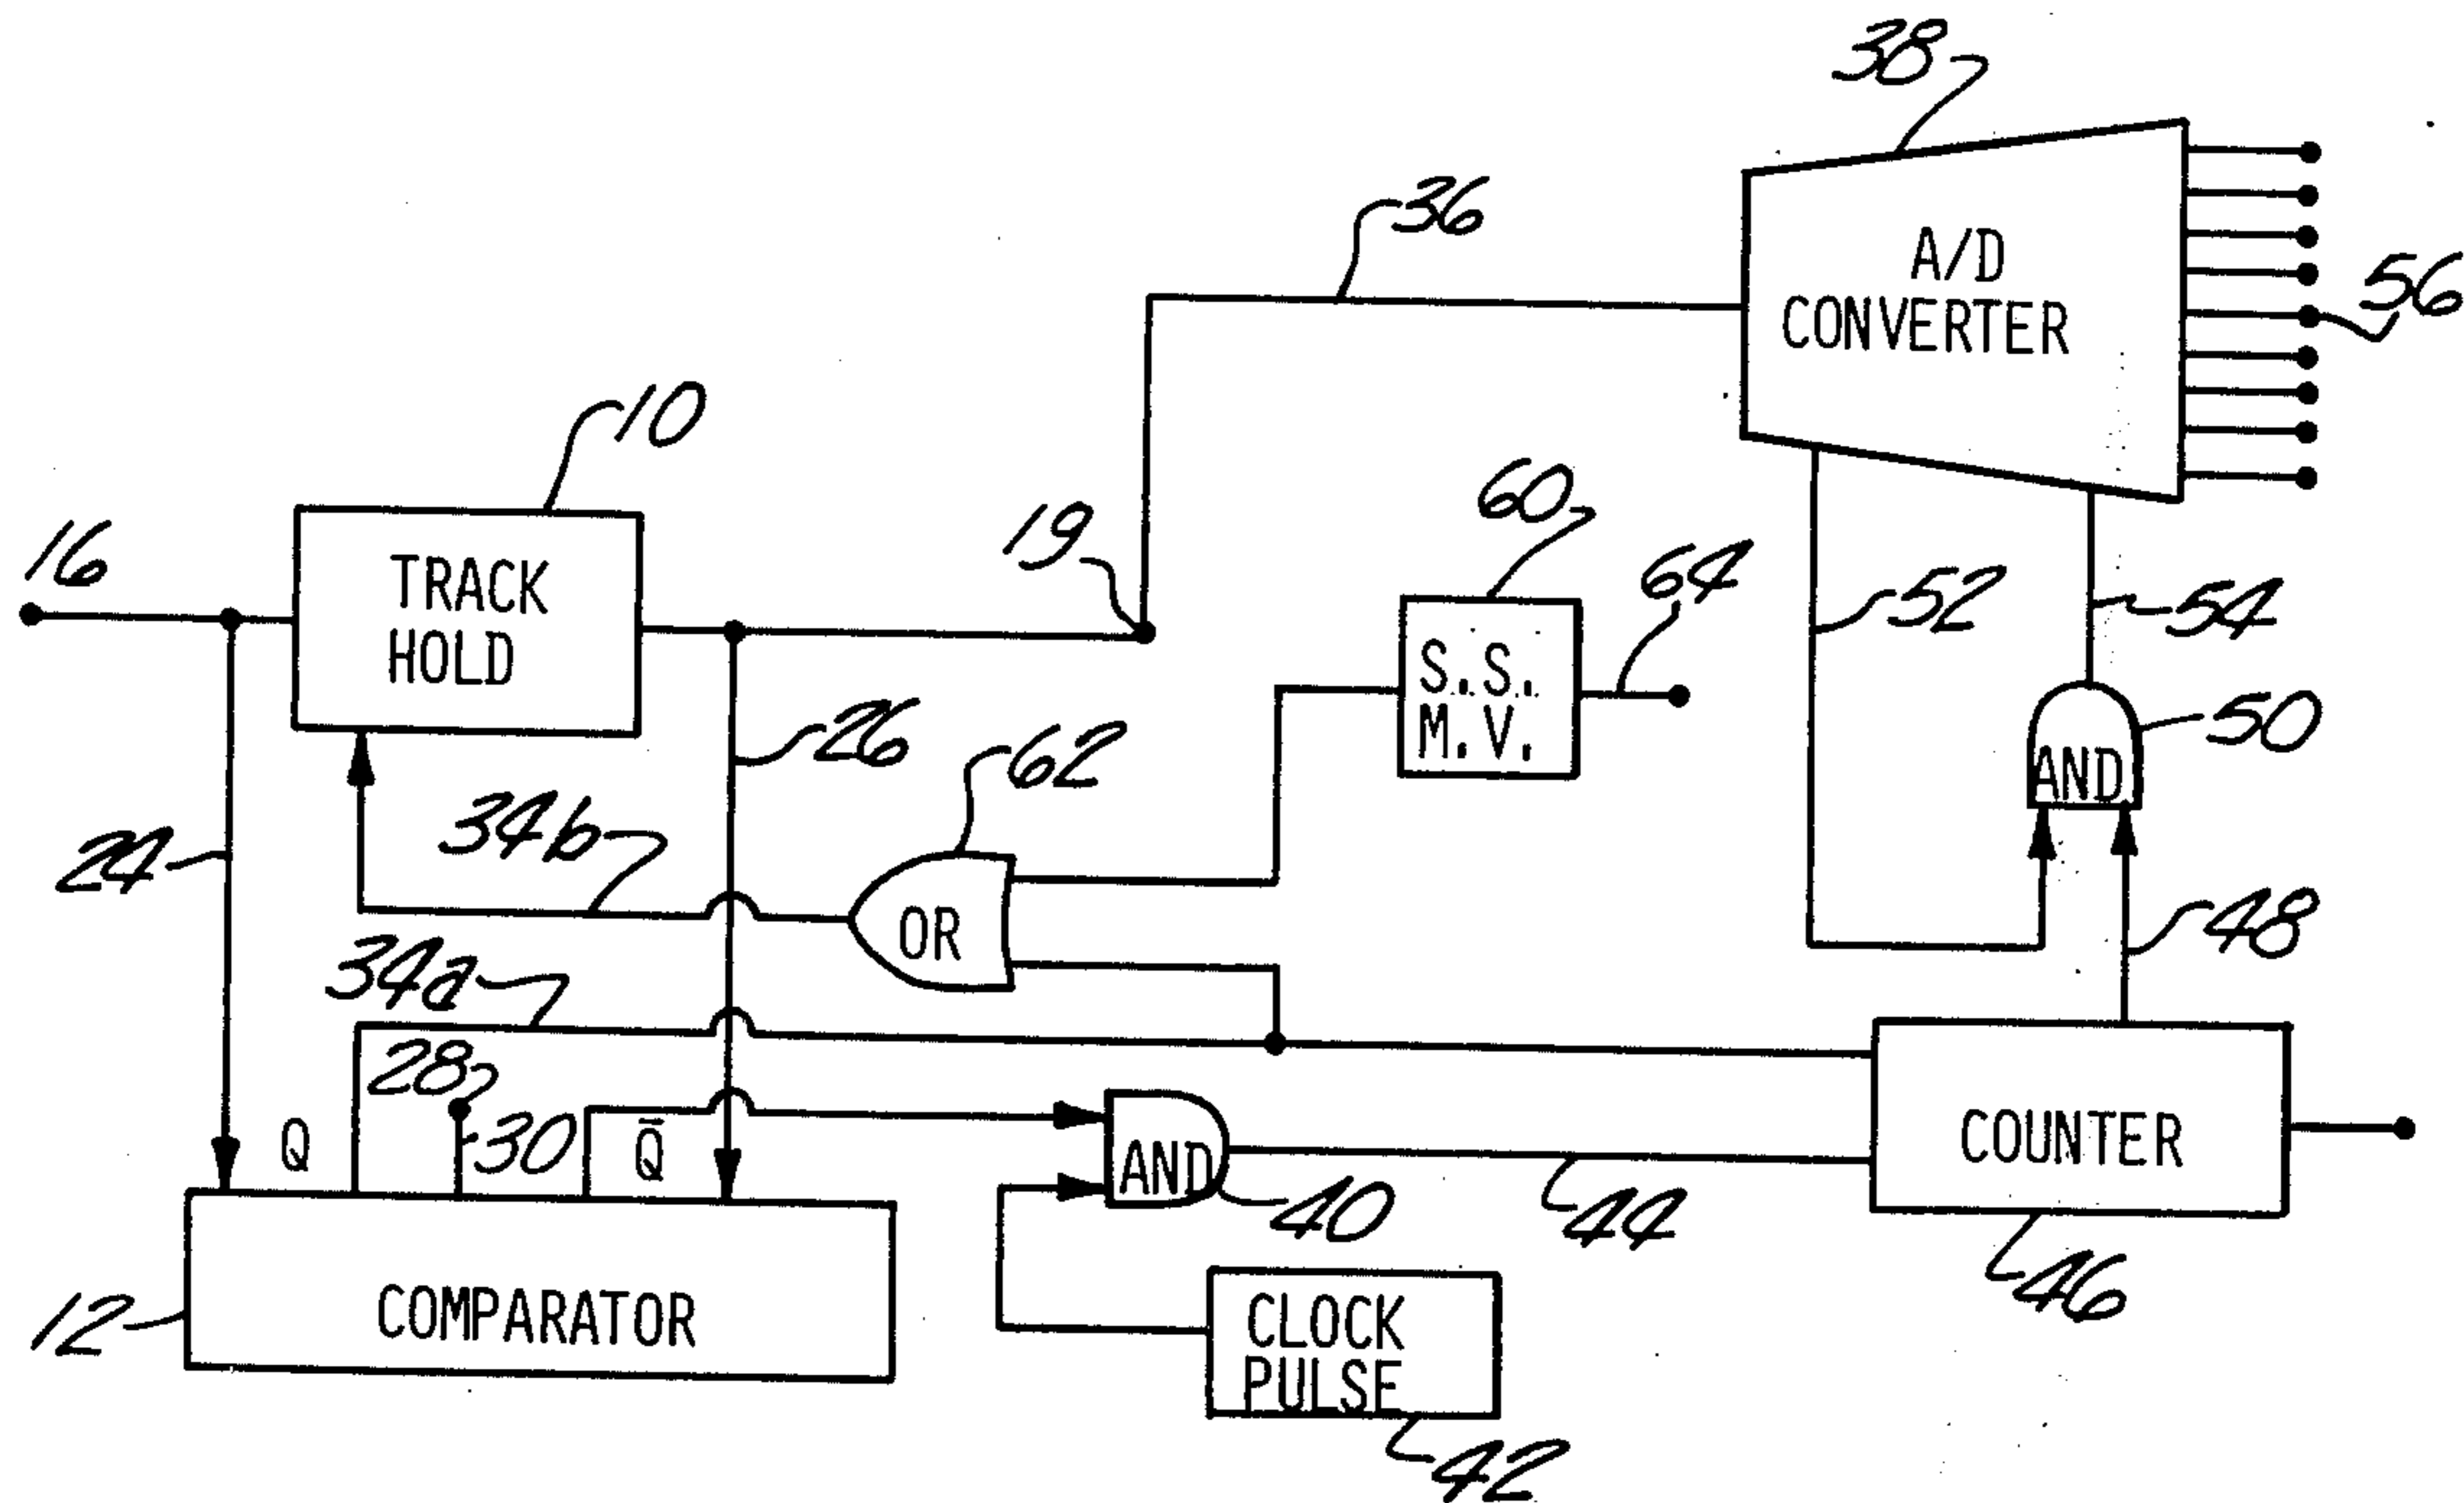 38
A/D
CONVERTER
36
56
10
16
TRACK
HOLD
19
60
64
S.S.
M.V.
52
54
50
AND
26
62
34b
24
OR
48
34a
28
30
Q
Q̄
AND
40
44
COUNTER
46
12
COMPARATOR
CLOCK
PULSE
42